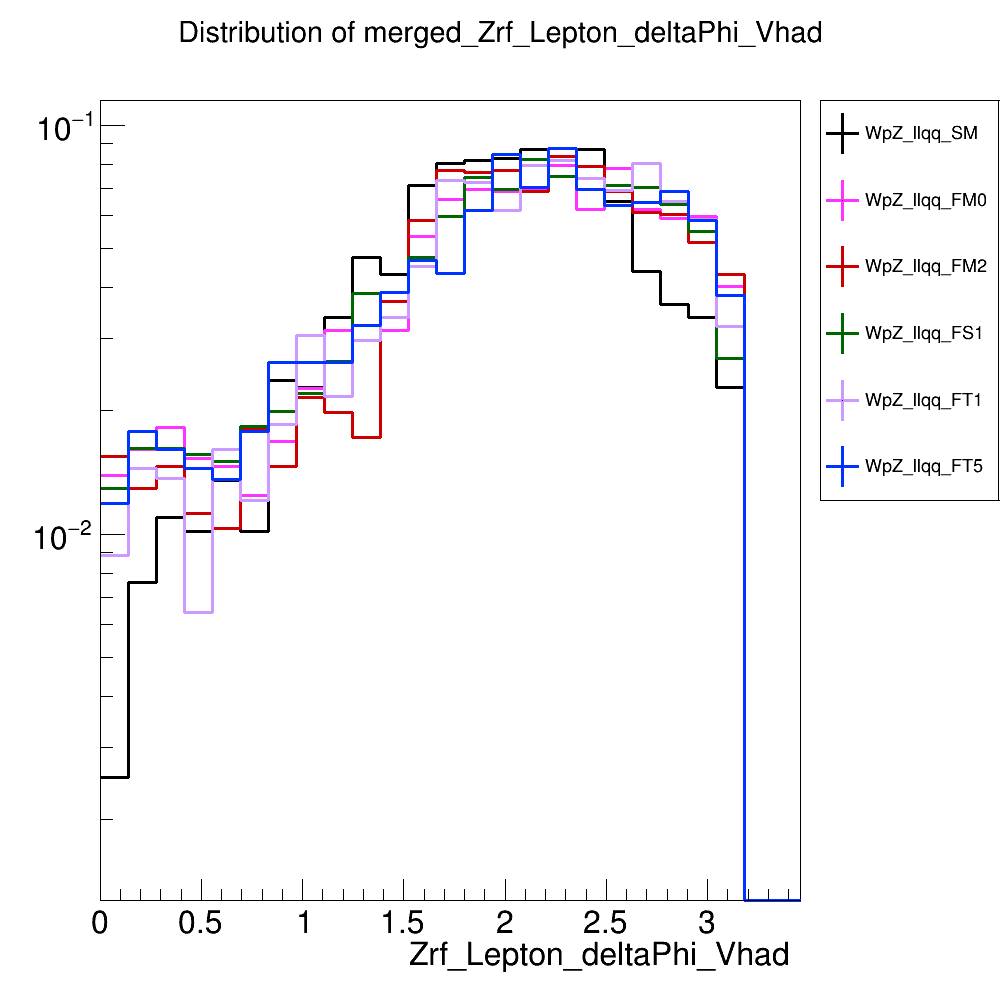 Distribution of merged_Zrf_Lepton_deltaPhi_Vhad
10⁻¹
10⁻²
WpZ_llqq_SM
WpZ_llqq_FM0
WpZ_llqq_FM2
WpZ_llqq_FS1
WpZ_llqq_FT1
WpZ_llqq_FT5
0 0.5 1 1.5 2 2.5 3
Zrf_Lepton_deltaPhi_Vhad